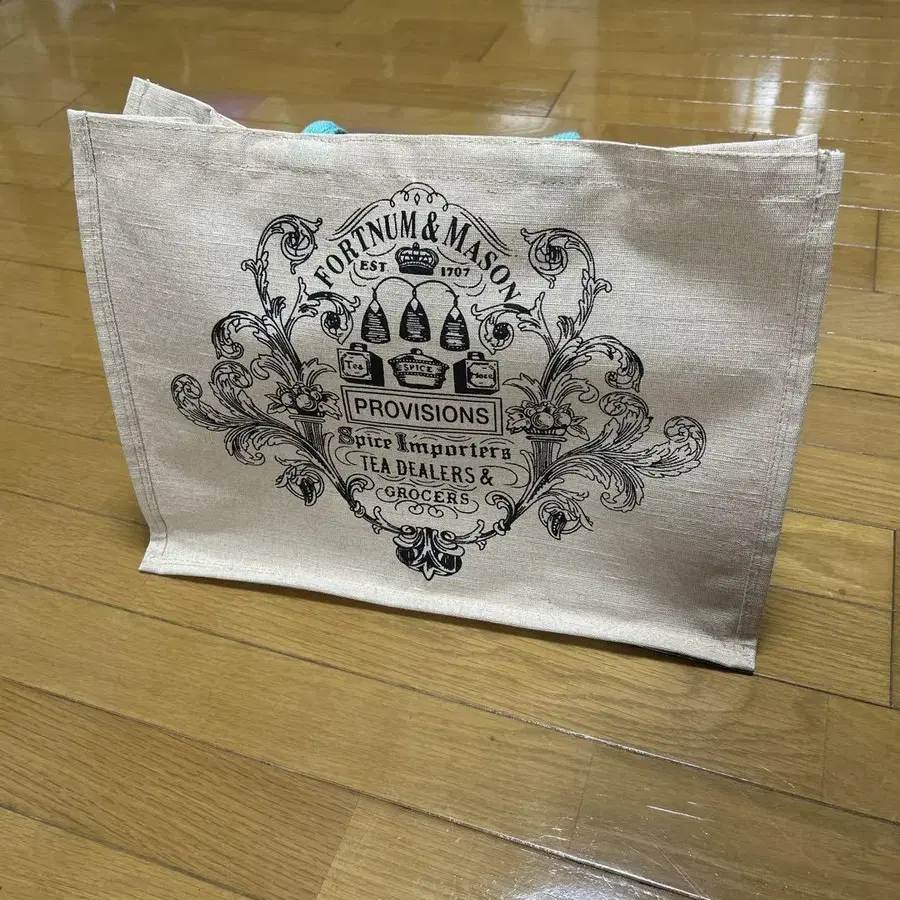 FORTNUM & MASON
EST 1707
Tea SPICE
PROVISIONS
Spice Importers
TEA DEALERS &
GROCERS